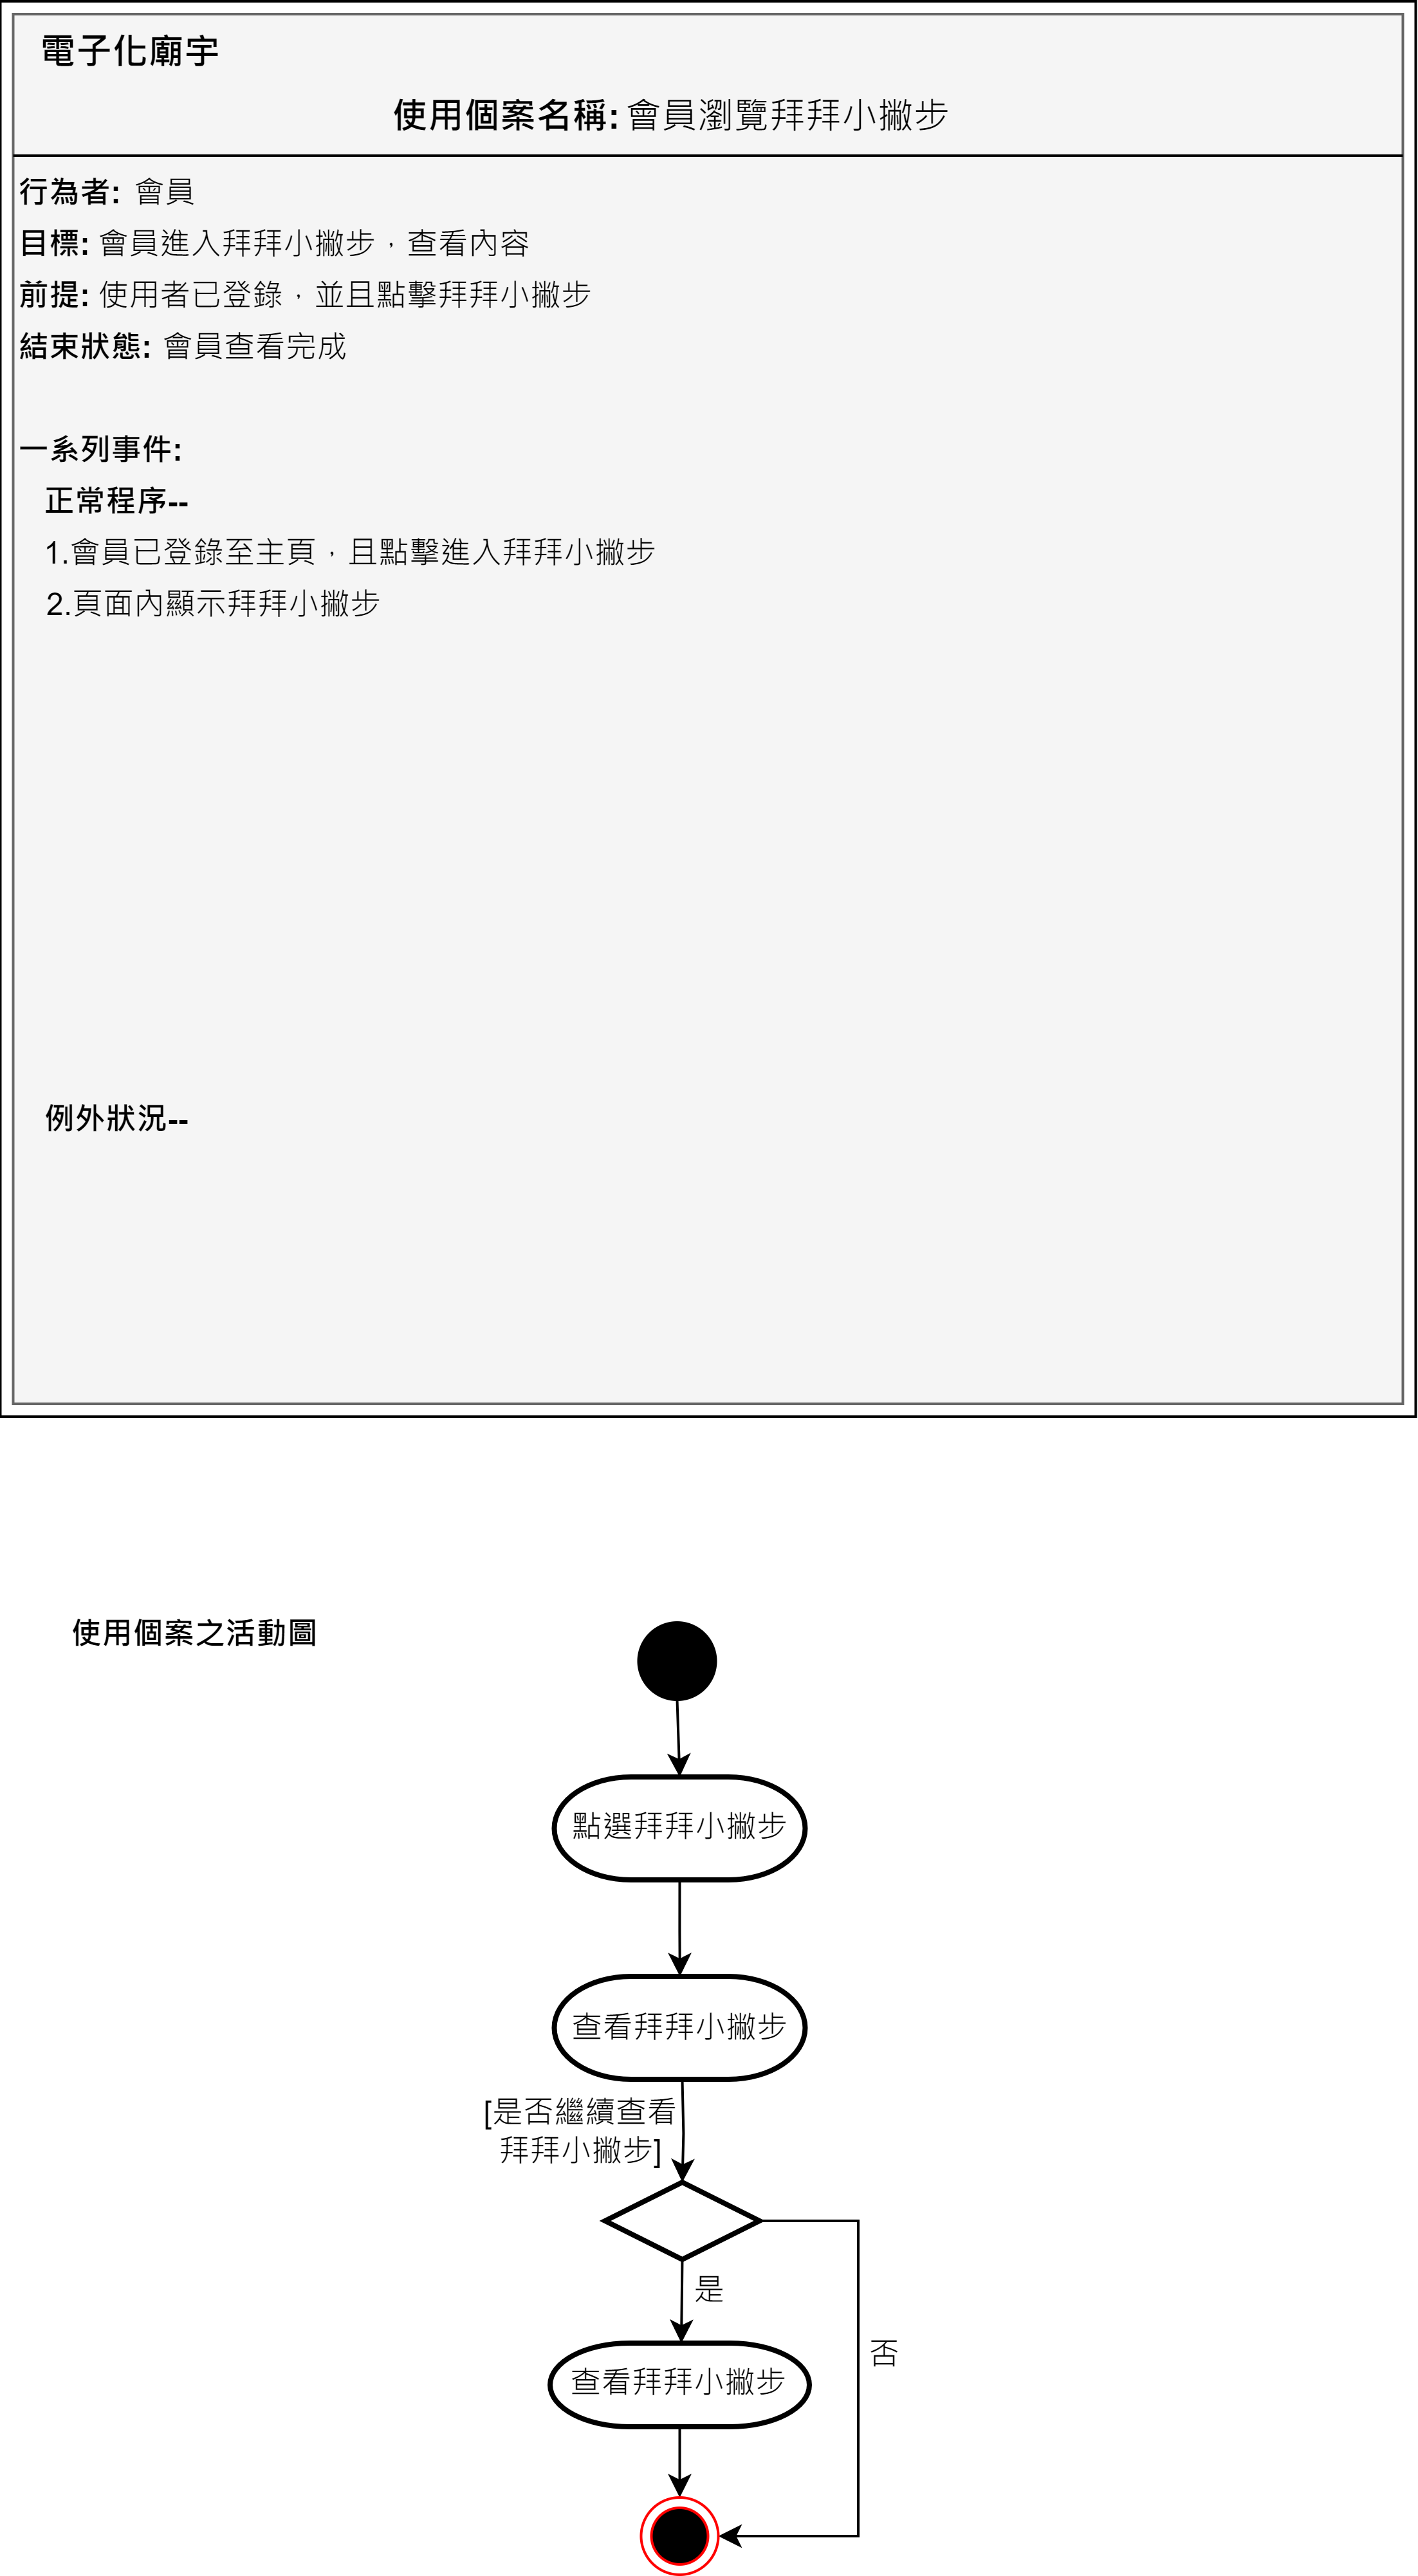 電子化廟宇
使用個案名稱: 會員瀏覽拜拜小撇步
行為者: 會員
目標: 會員進入拜拜小撇步，查看內容
前提: 使用者已登錄，並且點擊拜拜小撇步
結束狀態: 會員查看完成
一系列事件:
正常程序--
1.會員已登錄至主頁，且點擊進入拜拜小撇步
2.頁面內顯示拜拜小撇步
例外狀況--
使用個案之活動圖
點選拜拜小撇步
查看拜拜小撇步
[是否繼續查看
拜拜小撇步]
是
否
查看拜拜小撇步